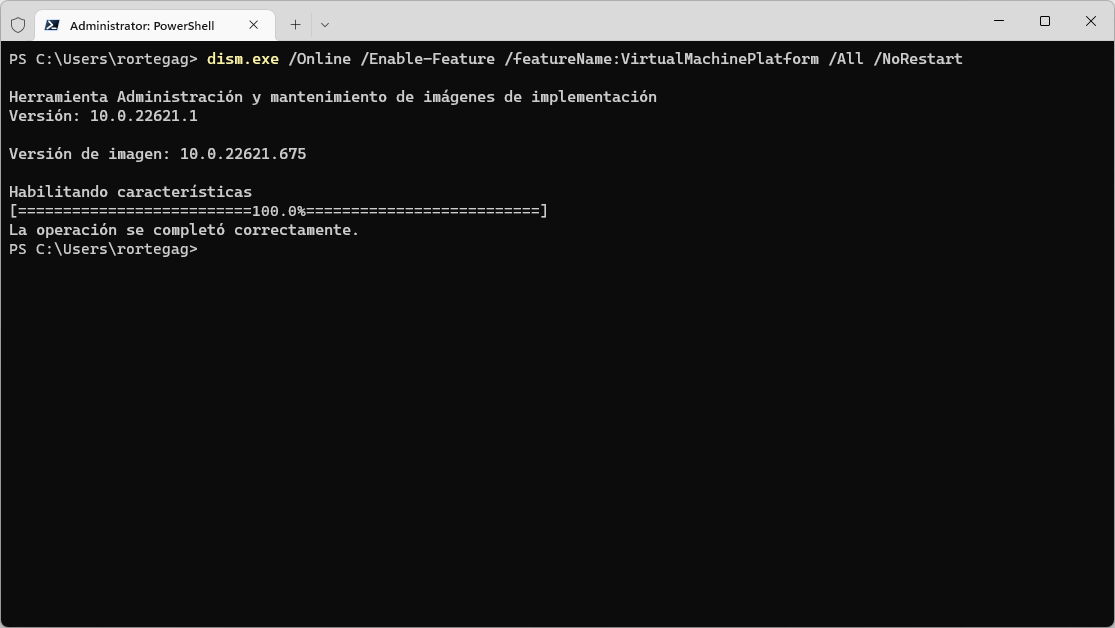 Administrator: PowerShell
PS C:\Users\rortegag> dism.exe /Online /Enable-Feature /featureName:VirtualMachinePlatform /All /NoRestart
Herramienta Administración y mantenimiento de imágenes de implementación
Versión: 10.0.22621.1
Versión de imagen: 10.0.22621.675
Habilitando características
[==========================100.0%==========================]
La operación se completó correctamente.
PS C:\Users\rortegag>